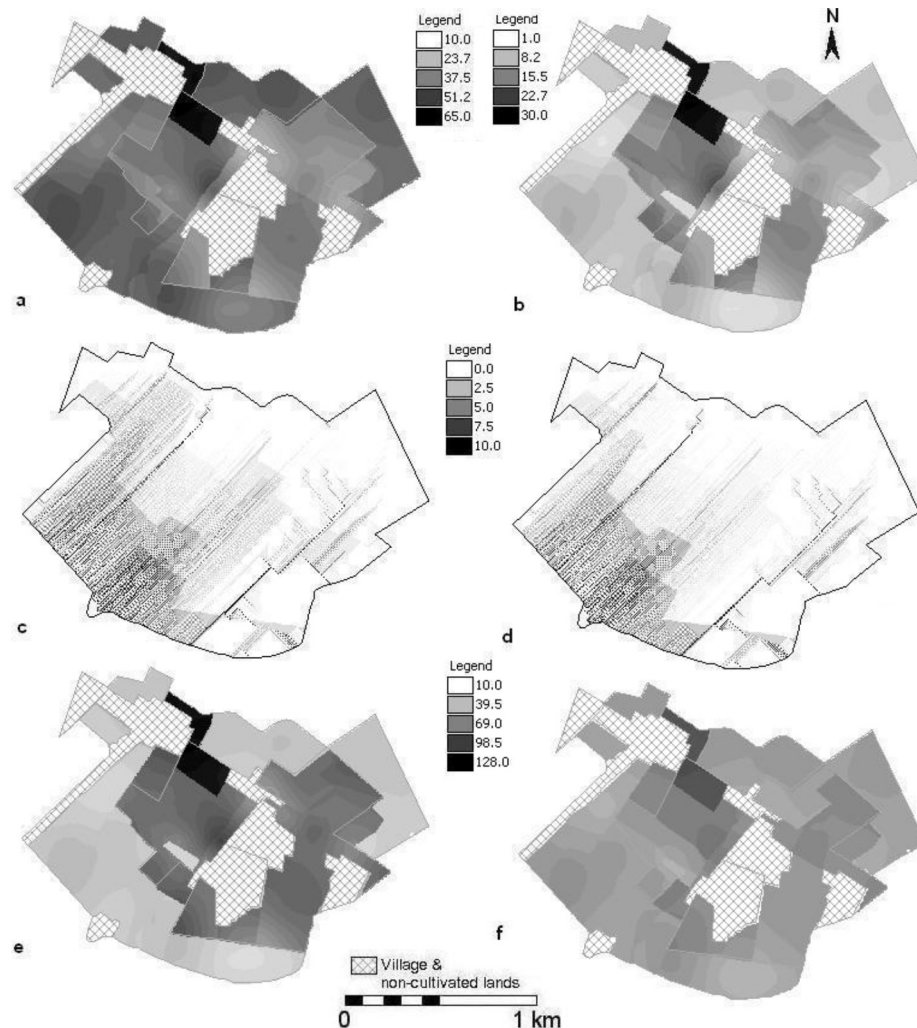 Legend
10.0
23.7
37.5
51.2
65.0
Legend
1.0
8.2
15.5
22.7
30.0
N
a
b
Legend
0.0
2.5
5.0
7.5
10.0
c
d
Legend
10.0
39.5
69.0
98.5
128.0
e
f
Village &
non-cultivated lands
0 1 km